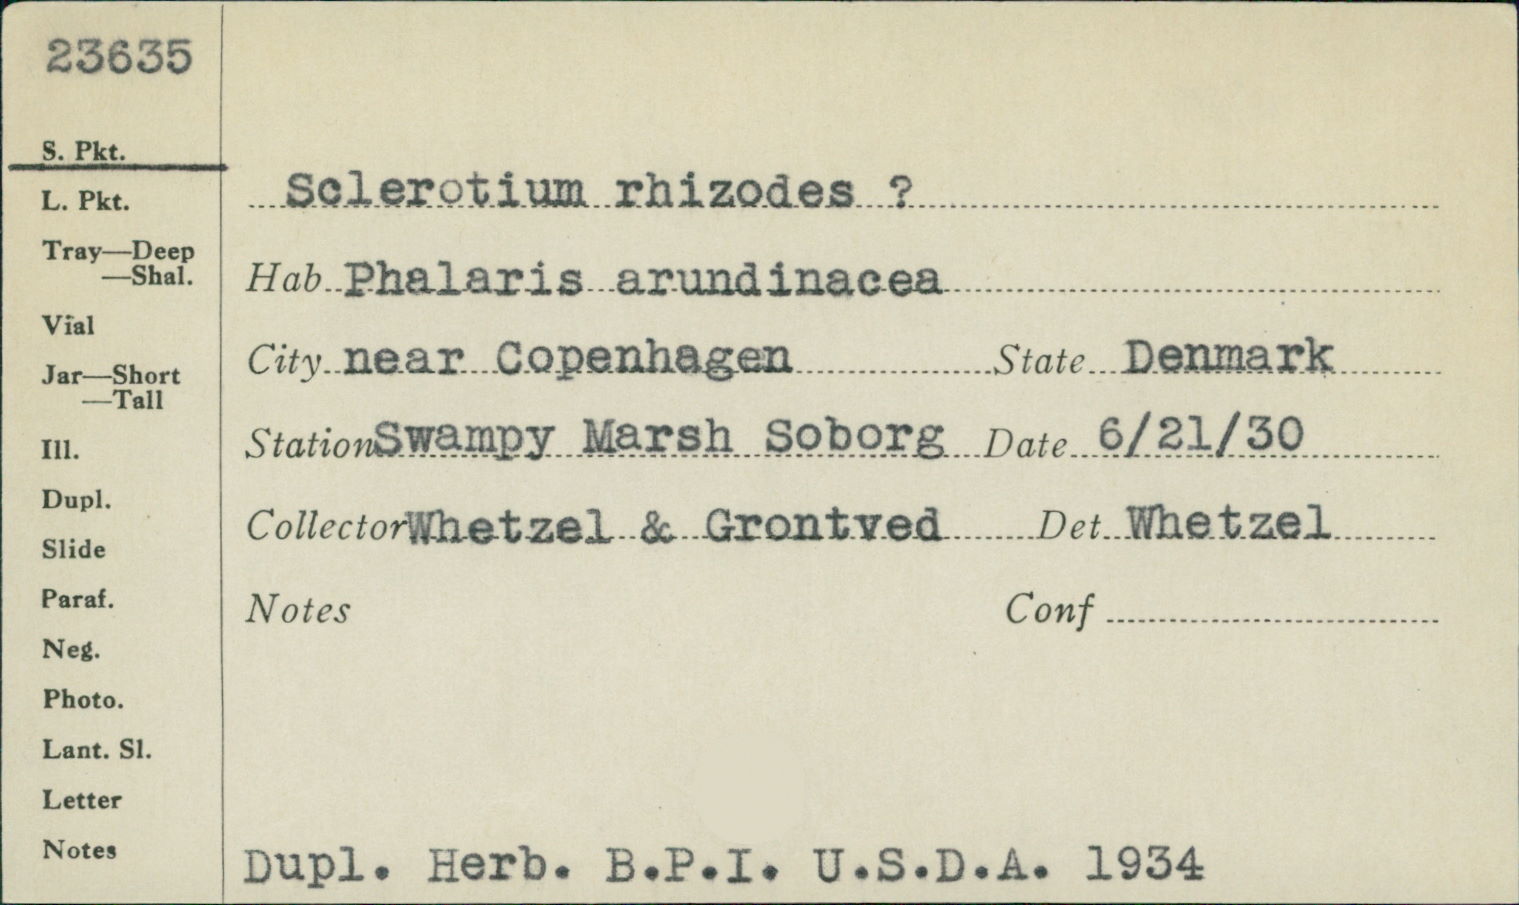 23635
S. Pkt.
L. Pkt.
Tray—Deep
—Shal.
Vial
Jar—Short
—Tall
Ill.
Dupl.
Slide
Paraf.
Neg.
Photo.
Lant. Sl.
Letter
Notes
Sclerotium rhizodes ?
Hab Phalaris arundinacea
City near Copenhagen State Denmark
Station Swampy Marsh Soborg Date 6/21/30
Collector Whetzel & Grontved Det Whetzel
Notes Conf
Dupl. Herb. B.P.I. U.S.D.A. 1934